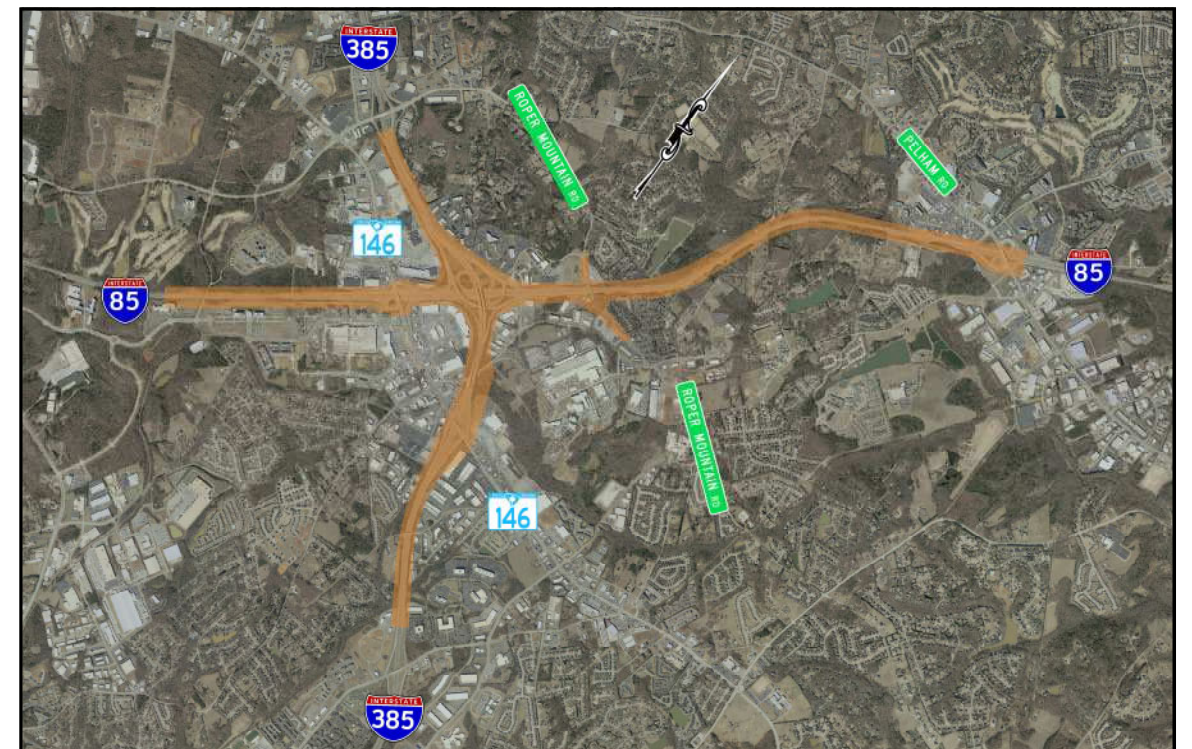 INTERSTATE
385
ROPER MOUNTAIN RD
PELHAM RD
146
INTERSTATE
85
INTERSTATE
85
ROPER MOUNTAIN RD
146
INTERSTATE
385